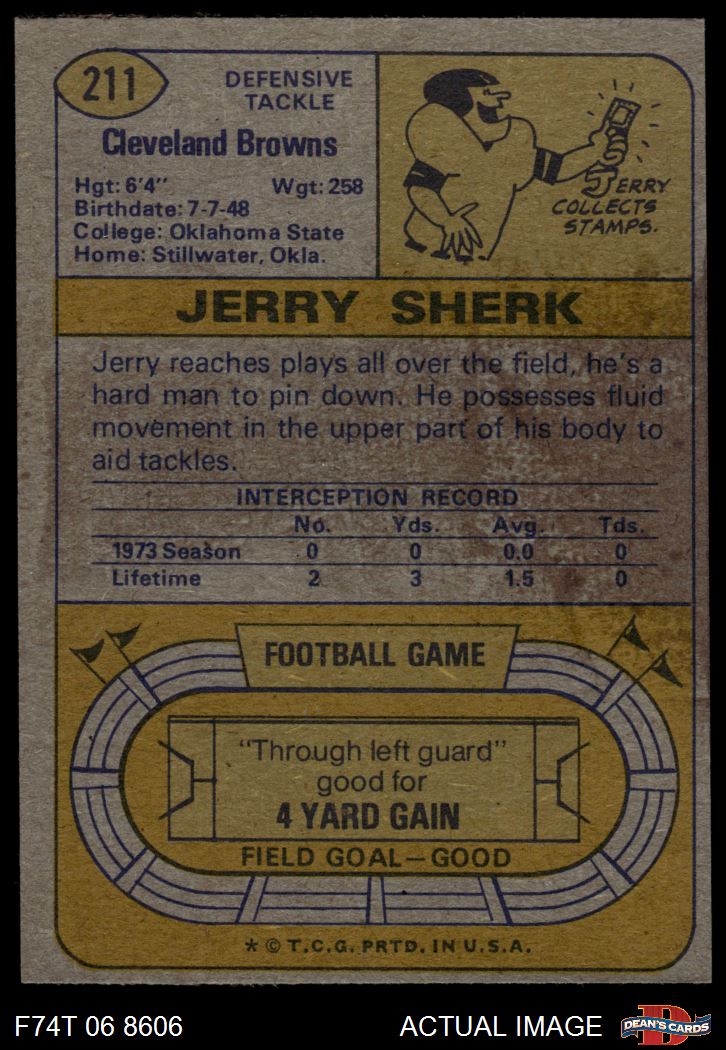 211
DEFENSIVE
TACKLE
Cleveland Browns
Hgt: 6'4" Wgt: 258
Birthdate: 7-7-48
College: Oklahoma State
Home: Stillwater, Okla.
JERRY
COLLECTS
STAMPS.
JERRY SHERK
Jerry reaches plays all over the field, he's a
hard man to pin down. He possesses fluid
movement in the upper part of his body to
aid tackles.
INTERCEPTION RECORD
No. Yds. Avg. Tds.
1973 Season 0 0 0.0 0
Lifetime 2 3 1.5 0
FOOTBALL GAME
"Through left guard"
good for
4 YARD GAIN
FIELD GOAL—GOOD
* © T.C.G. PRTD. IN U.S.A.
F74T 06 8606 ACTUAL IMAGE
D
DEAN'S CARDS